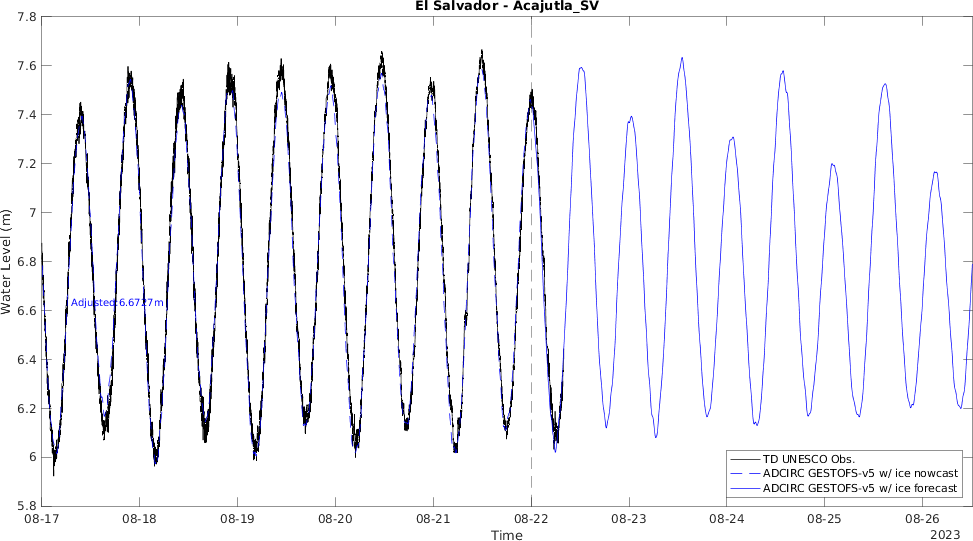 El Salvador - Acajutla_SV
7.8
7.6
7.4
7.2
7
6.8
6.6
6.4
6.2
6
5.8
Water Level (m)
Adjusted:6.6727m
TD UNESCO Obs.
ADCIRC GESTOFS-v5 w/ ice nowcast
ADCIRC GESTOFS-v5 w/ ice forecast
08-17 08-18 08-19 08-20 08-21 08-22 08-23 08-24 08-25 08-26
Time
2023